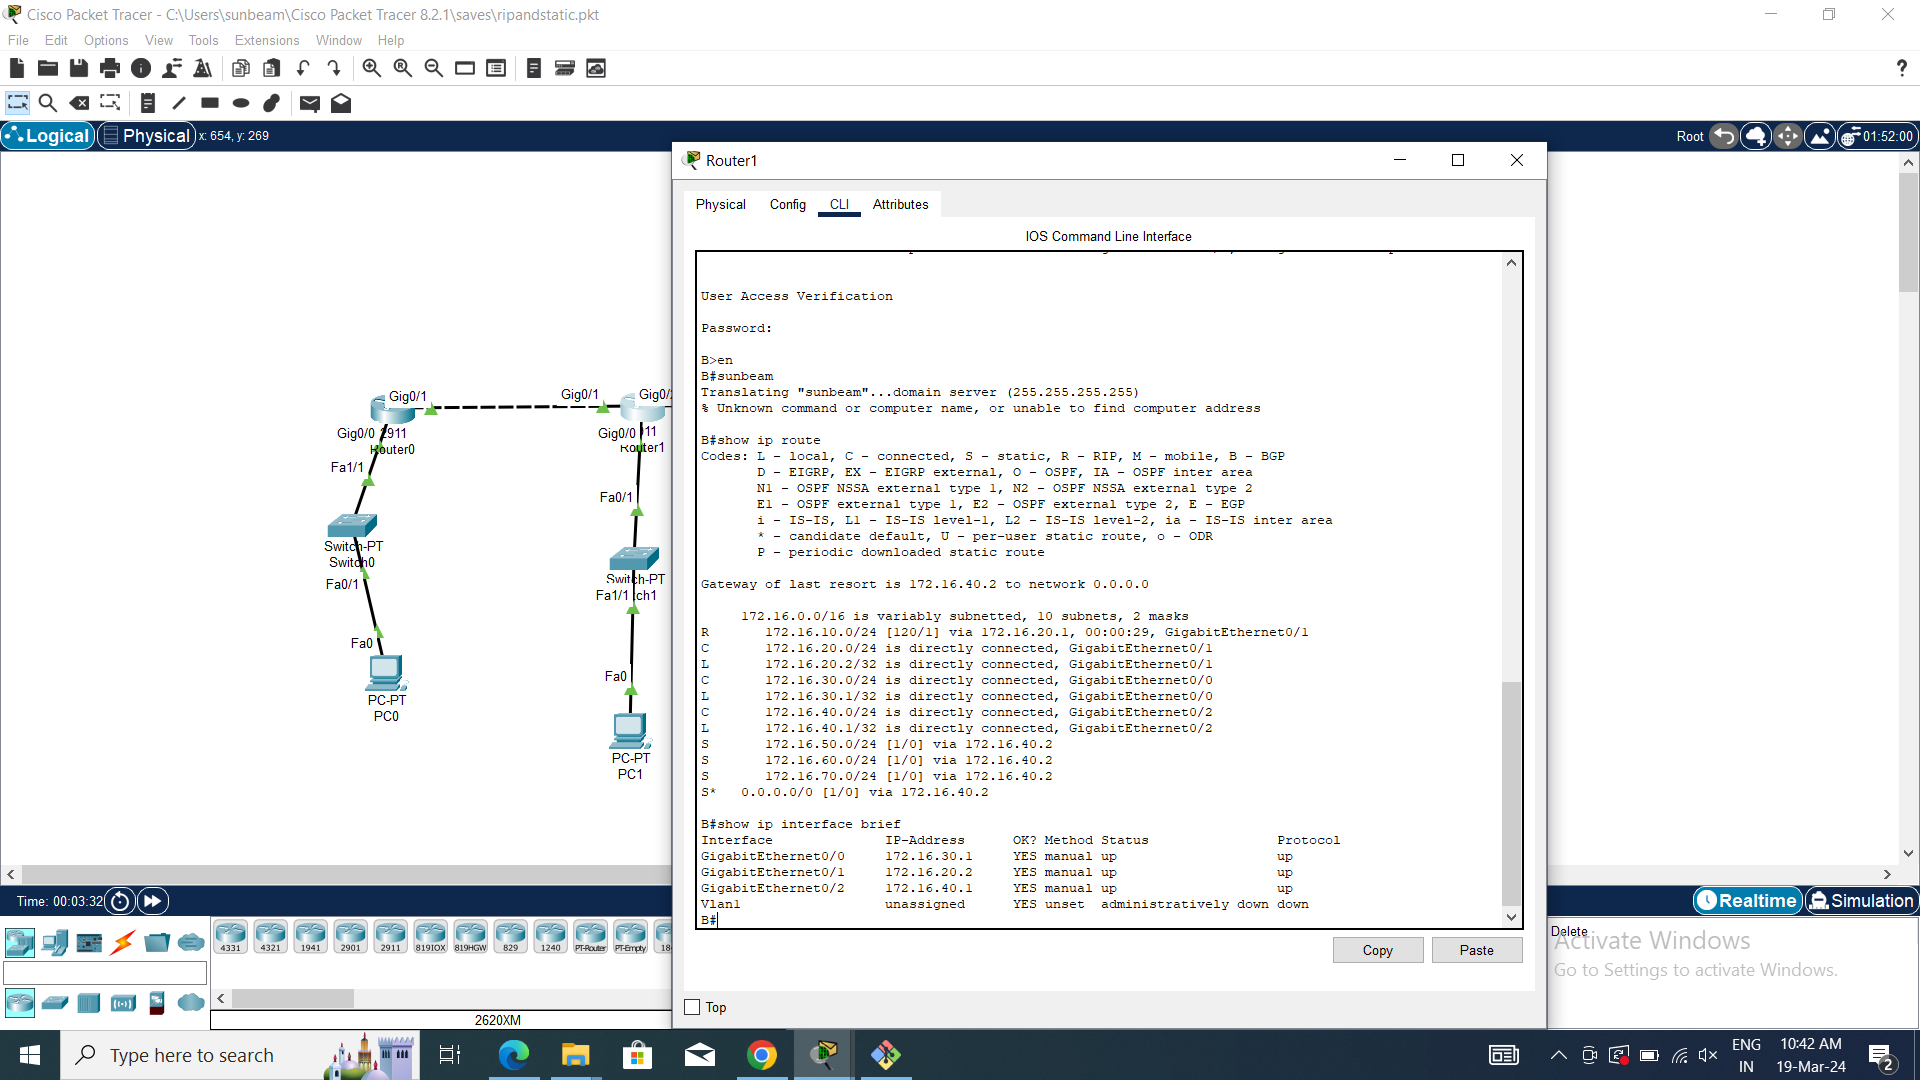 Cisco Packet Tracer - C:\Users\sunbeam\Cisco Packet Tracer 8.2.1\saves\ripandstatic.pkt
File Edit Options View Tools Extensions Window Help
?
Logical Physical x: 654, y: 269
Root 01:52:00
Gig0/1
Gig0/0 2911
Router0
Fa1/1
Switch-PT
Switch0
Fa0/1
Fa0
PC-PT
PC0
Gig0/1
Gig0/
Gig0/0
Router1
Fa0/1
Switch-PT
Fa1/1
Fa0
PC-PT
PC1
Router1
Physical Config CLI Attributes
IOS Command Line Interface
User Access Verification
Password:
B>en
B#sunbeam
Translating "sunbeam"...domain server (255.255.255.255)
% Unknown command or computer name, or unable to find computer address
B#show ip route
Codes: L - local, C - connected, S - static, R - RIP, M - mobile, B - BGP
D - EIGRP, EX - EIGRP external, O - OSPF, IA - OSPF inter area
N1 - OSPF NSSA external type 1, N2 - OSPF NSSA external type 2
E1 - OSPF external type 1, E2 - OSPF external type 2, E - EGP
i - IS-IS, L1 - IS-IS level-1, L2 - IS-IS level-2, ia - IS-IS inter area
* - candidate default, U - per-user static route, o - ODR
P - periodic downloaded static route
Gateway of last resort is 172.16.40.2 to network 0.0.0.0
172.16.0.0/16 is variably subnetted, 10 subnets, 2 masks
R 172.16.10.0/24 [120/1] via 172.16.20.1, 00:00:29, GigabitEthernet0/1
C 172.16.20.0/24 is directly connected, GigabitEthernet0/1
L 172.16.20.2/32 is directly connected, GigabitEthernet0/1
C 172.16.30.0/24 is directly connected, GigabitEthernet0/0
L 172.16.30.1/32 is directly connected, GigabitEthernet0/0
C 172.16.40.0/24 is directly connected, GigabitEthernet0/2
L 172.16.40.1/32 is directly connected, GigabitEthernet0/2
S 172.16.50.0/24 [1/0] via 172.16.40.2
S 172.16.60.0/24 [1/0] via 172.16.40.2
S 172.16.70.0/24 [1/0] via 172.16.40.2
S* 0.0.0.0/0 [1/0] via 172.16.40.2
B#show ip interface brief
Interface IP-Address OK? Method Status Protocol
GigabitEthernet0/0 172.16.30.1 YES manual up up
GigabitEthernet0/1 172.16.20.2 YES manual up up
GigabitEthernet0/2 172.16.40.1 YES manual up up
Vlan1 unassigned YES unset administratively down down
B#
Copy Paste
Top
Time: 00:03:32
Realtime Simulation
4331 4321 1941 2901 2911 819IOX 819HGW 829 1240 PT-Router PT-Empty 18
2620XM
Delete
Activate Windows
Go to Settings to activate Windows.
Type here to search
ENG
IN
10:42 AM
19-Mar-24
2